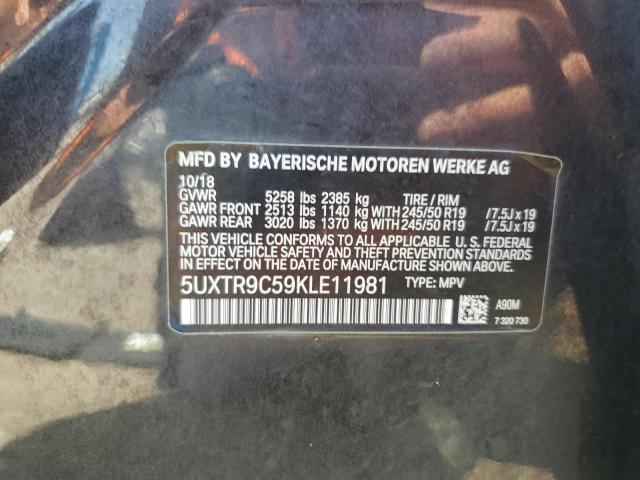 MFD BY BAYERISCHE MOTOREN WERKE AG
10/18
GVWR 5258 lbs 2385 kg TIRE / RIM
GAWR FRONT 2513 lbs 1140 kg WITH 245/50 R19 /7.5J x 19
GAWR REAR 3020 lbs 1370 kg WITH 245/50 R19 /7.5J x 19
THIS VEHICLE CONFORMS TO ALL APPLICABLE U. S. FEDERAL
MOTOR VEHICLE SAFETY AND THEFT PREVENTION STANDARDS
IN EFFECT ON THE DATE OF MANUFACTURE SHOWN ABOVE.
5UXTR9C59KLE11981 TYPE: MPV
A90M
7 320 730